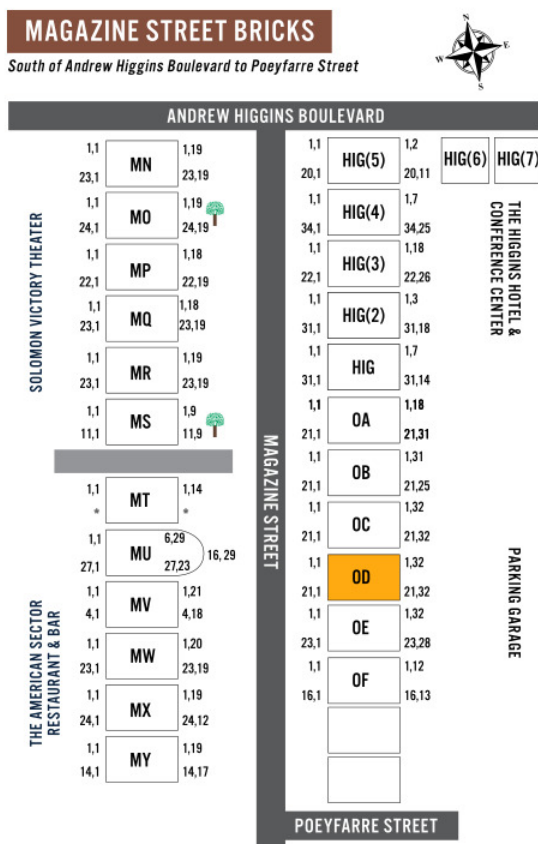 MAGAZINE STREET BRICKS
South of Andrew Higgins Boulevard to Poeyfarre Street
N
W E
S
ANDREW HIGGINS BOULEVARD
SOLOMON VICTORY THEATER
1,1 MN 1,19
23,1 23,19
1,1 MO 1,19
24,1 24,19
1,1 MP 1,18
22,1 22,19
1,1 MQ 1,18
23,1 23,19
1,1 MR 1,19
23,1 23,19
1,1 MS 1,9
11,1 11,9
THE AMERICAN SECTOR
RESTAURANT & BAR
1,1 MT 1,14
* *
1,1 MU 6,29
27,1 27,23
16, 29
1,1 MV 1,21
4,1 4,18
1,1 MW 1,20
23,1 23,19
1,1 MX 1,19
24,1 24,12
1,1 MY 1,19
14,1 14,17
MAGAZINE STREET
1,1 HIG(5) 1,2
20,1 20,11
HIG(6) HIG(7)
1,1 HIG(4) 1,7
34,1 34,25
1,1 HIG(3) 1,18
22,1 22,26
1,1 HIG(2) 1,3
31,1 31,18
1,1 HIG 1,7
31,1 31,14
1,1 OA 1,18
21,1 21,31
1,1 OB 1,31
21,1 21,25
1,1 OC 1,32
21,1 21,32
1,1 OD 1,32
21,1 21,32
1,1 OE 1,32
23,1 23,28
1,1 OF 1,12
16,1 16,13
THE HIGGINS HOTEL &
CONFERENCE CENTER
PARKING GARAGE
POEYFARRE STREET